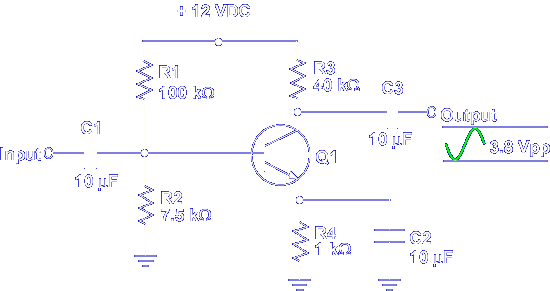 + 12 VDC
R1
100 kΩ
R3
40 kΩ
C3
10 µF
Output
3.8 Vpp
C1
10 µF
Input
Q1
R2
7.5 kΩ
R4
1 kΩ
C2
10 µF